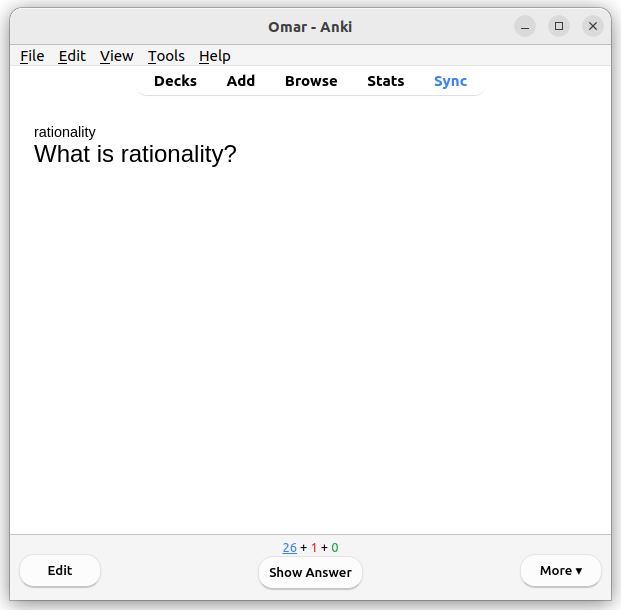 Omar - Anki
File Edit View Tools Help
Decks Add Browse Stats Sync
rationality
What is rationality?
26 + 1 + 0
Edit Show Answer More ▾